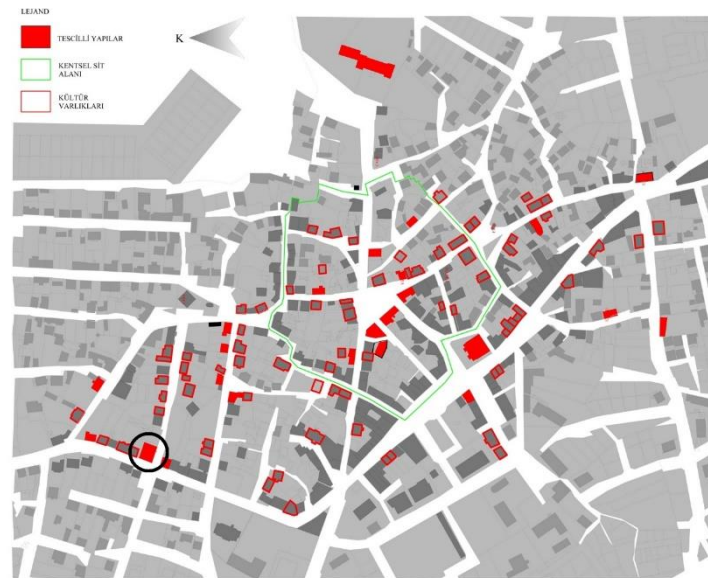 LEJAND
TESCİLLİ YAPILAR
K
KENTSEL SİT
ALANI
KÜLTÜR
VARLIKLARI